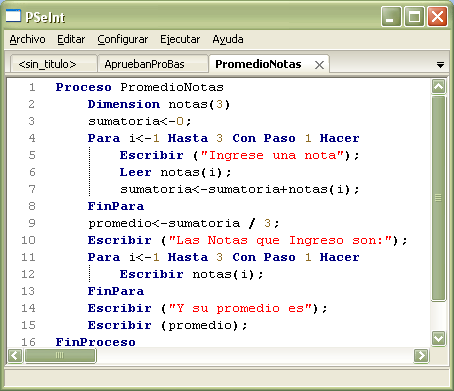 PSeInt
Archivo Editar Configurar Ejecutar Ayuda
<sin_titulo> ApruebanProBas PromedioNotas
1 Proceso PromedioNotas
2 Dimension notas(3)
3 sumatoria<-0;
4 Para i<-1 Hasta 3 Con Paso 1 Hacer
5 Escribir ("Ingrese una nota");
6 Leer notas(i);
7 sumatoria<-sumatoria+notas(i);
8 FinPara
9 promedio<-sumatoria / 3;
10 Escribir ("Las Notas que Ingreso son:");
11 Para i<-1 Hasta 3 Con Paso 1 Hacer
12 Escribir notas(i);
13 FinPara
14 Escribir ("Y su promedio es");
15 Escribir (promedio);
16 FinProceso